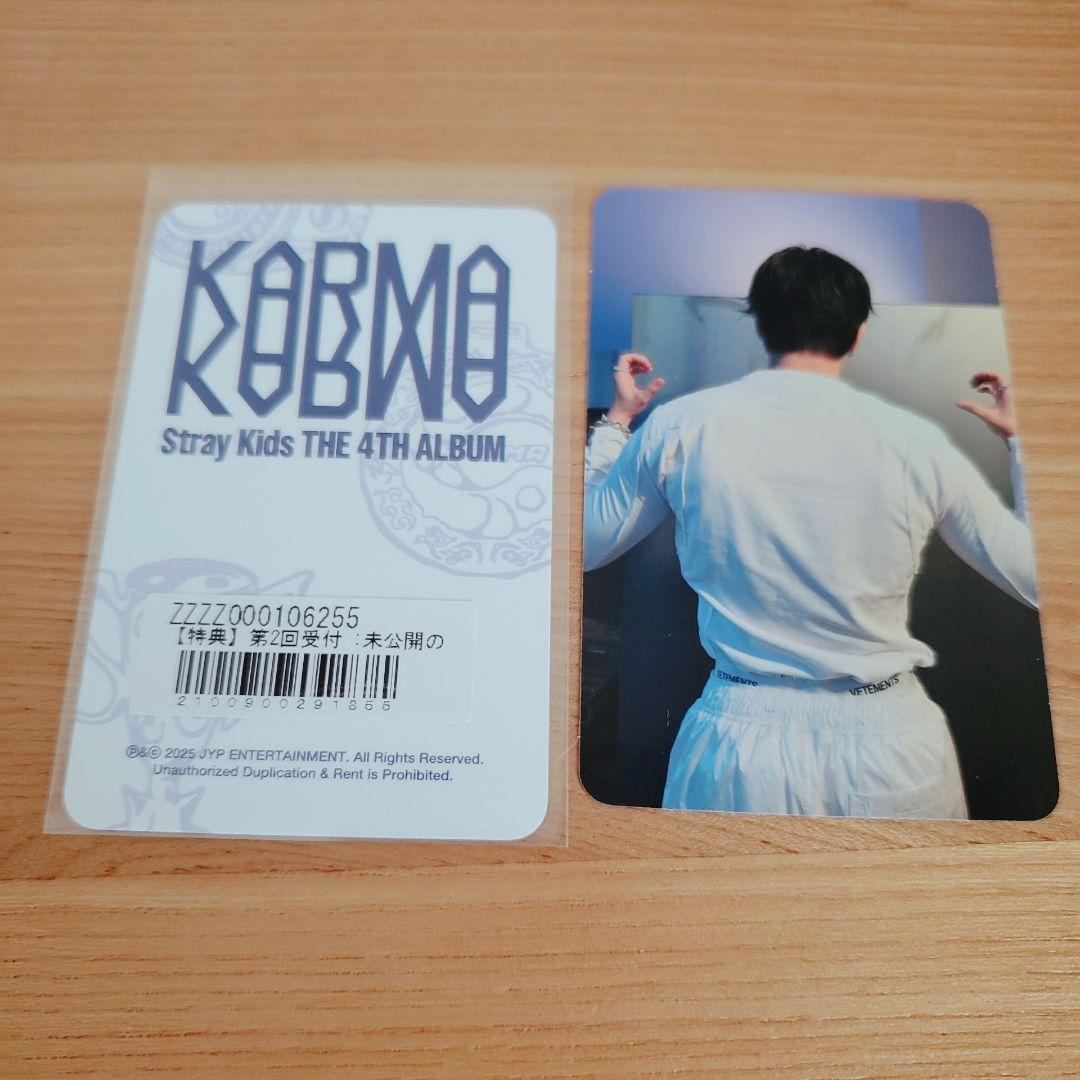 KARMA
KARMA
Stray Kids THE 4TH ALBUM
ZZZZ000106255
【特典】第2回受付 :未公開の
2100900291855
℗&© 2025 JYP ENTERTAINMENT. All Rights Reserved.
Unauthorized Duplication & Rent is Prohibited.
VETEMENTS
VETEMENTS